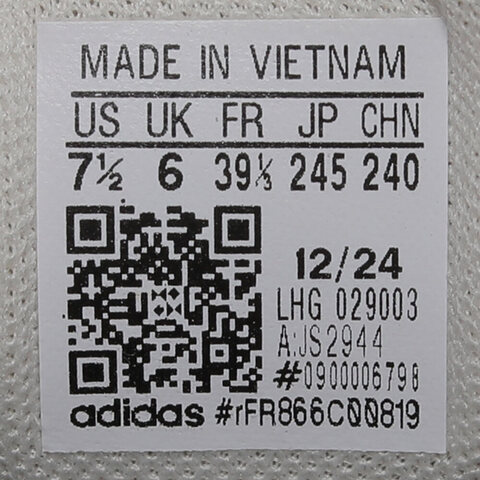 MADE IN VIETNAM
US UK FR JP CHN
7½ 6 39⅓ 245 240
12/24
LHG 029003
A:JS2944
#0900006798
adidas #rFR866C00819